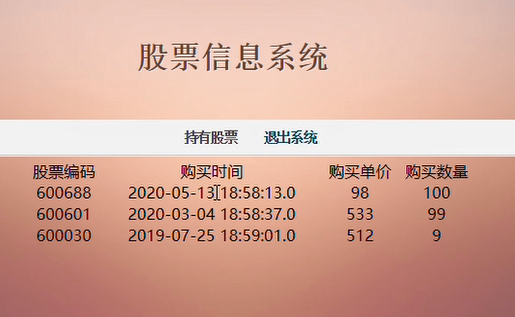 股票信息系统
持有股票 退出系统
股票编码 购买时间 购买单价 购买数量
600688 2020-05-13 18:58:13.0 98 100
600601 2020-03-04 18:58:37.0 533 99
600030 2019-07-25 18:59:01.0 512 9